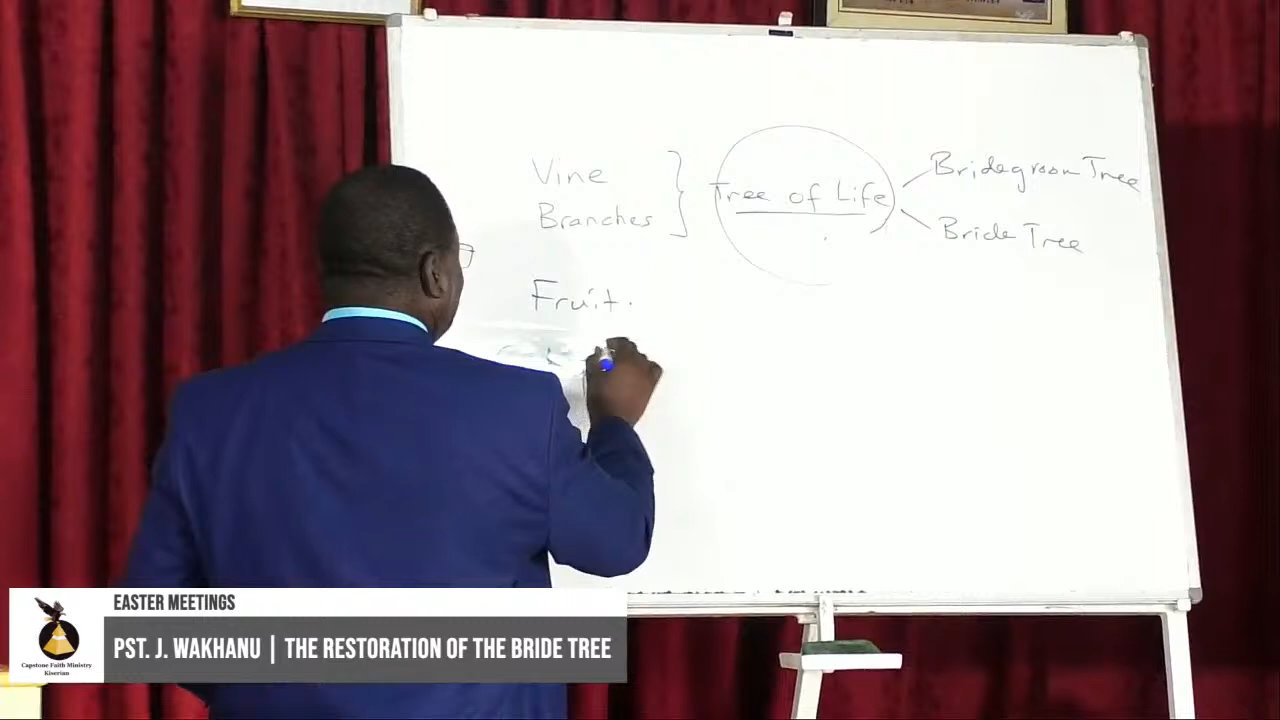 Vine
Branches
Tree of Life
Bridegroom Tree
Bride Tree
Fruit.
EASTER MEETINGS
PST. J. WAKHANU | THE RESTORATION OF THE BRIDE TREE
Capstone Faith Ministry
Kiserian